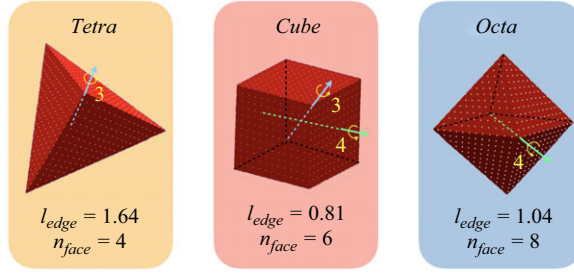 Tetra
3
l_edge = 1.64
n_face = 4
Cube
3
4
l_edge = 0.81
n_face = 6
Octa
4
l_edge = 1.04
n_face = 8